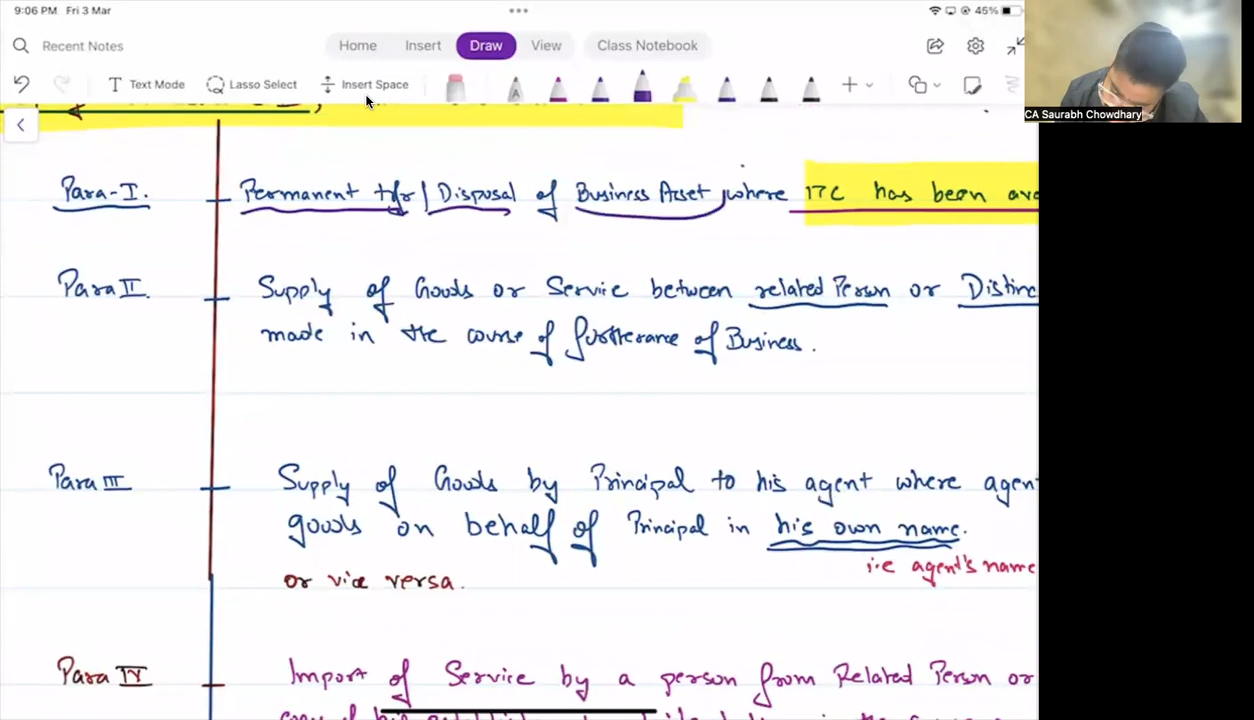 9:06 PM Fri 3 Mar
45%
Recent Notes
Home Insert Draw View Class Notebook
Text Mode Lasso Select Insert Space
CA Saurabh Chowdhary
Para-I. Permanent tfr/Disposal of Business Asset, where ITC has been
Para II. Supply of Goods or Service between related Person or
made in the course of furtherance of Business.
Para III Supply of Goods by Principal to his agent where
goods on behalf of Principal in his own name.
i.e agent's name
or vice versa.
Para IV Import of Service by a person from Related Person or